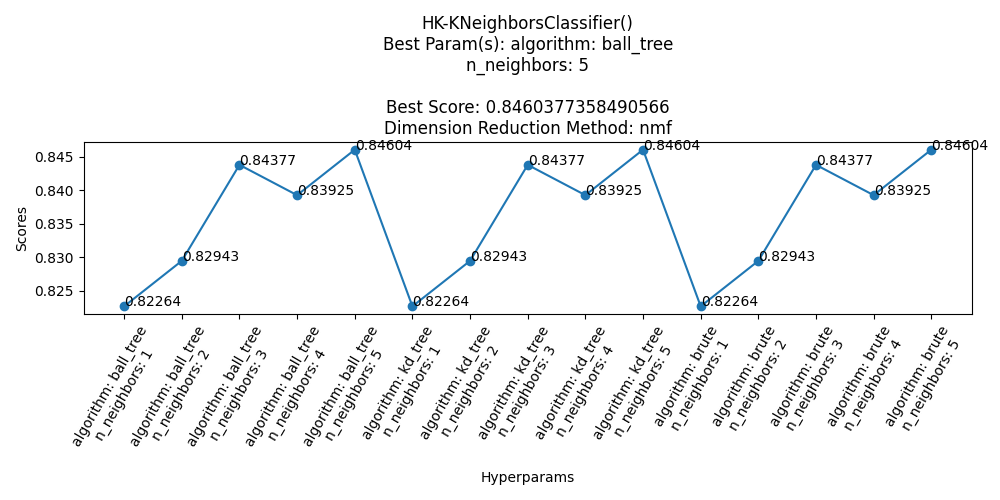 HK-KNeighborsClassifier()
Best Param(s): algorithm: ball_tree
n_neighbors: 5
Best Score: 0.8460377358490566
Dimension Reduction Method: nmf
Scores
0.845
0.840
0.835
0.830
0.825
0.82264
0.82943
0.84377
0.83925
0.84604
0.82264
0.82943
0.84377
0.83925
0.84604
0.82264
0.82943
0.84377
0.83925
0.84604
algorithm: ball_tree
n_neighbors: 1
algorithm: ball_tree
n_neighbors: 2
algorithm: ball_tree
n_neighbors: 3
algorithm: ball_tree
n_neighbors: 4
algorithm: ball_tree
n_neighbors: 5
algorithm: kd_tree
n_neighbors: 1
algorithm: kd_tree
n_neighbors: 2
algorithm: kd_tree
n_neighbors: 3
algorithm: kd_tree
n_neighbors: 4
algorithm: kd_tree
n_neighbors: 5
algorithm: brute
n_neighbors: 1
algorithm: brute
n_neighbors: 2
algorithm: brute
n_neighbors: 3
algorithm: brute
n_neighbors: 4
algorithm: brute
n_neighbors: 5
Hyperparams